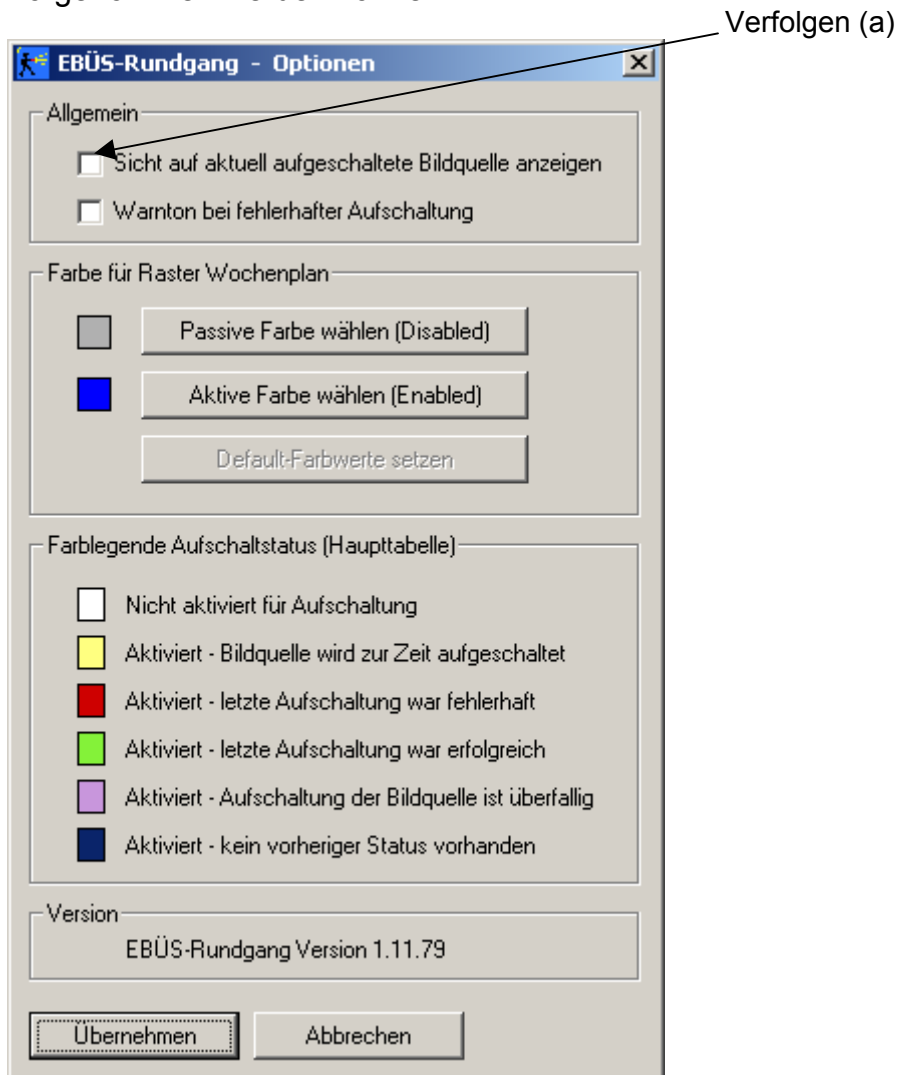 Verfolgen (a)
EBÜS-Rundgang - Optionen
Allgemein
Sicht auf aktuell aufgeschaltete Bildquelle anzeigen
Warnton bei fehlerhafter Aufschaltung
Farbe für Raster Wochenplan
Passive Farbe wählen (Disabled)
Aktive Farbe wählen (Enabled)
Default-Farbwerte setzen
Farblegende Aufschaltstatus (Haupttabelle)
Nicht aktiviert für Aufschaltung
Aktiviert - Bildquelle wird zur Zeit aufgeschaltet
Aktiviert - letzte Aufschaltung war fehlerhaft
Aktiviert - letzte Aufschaltung war erfolgreich
Aktiviert - Aufschaltung der Bildquelle ist überfallig
Aktiviert - kein vorheriger Status vorhanden
Version
EBÜS-Rundgang Version 1.11.79
Übernehmen Abbrechen